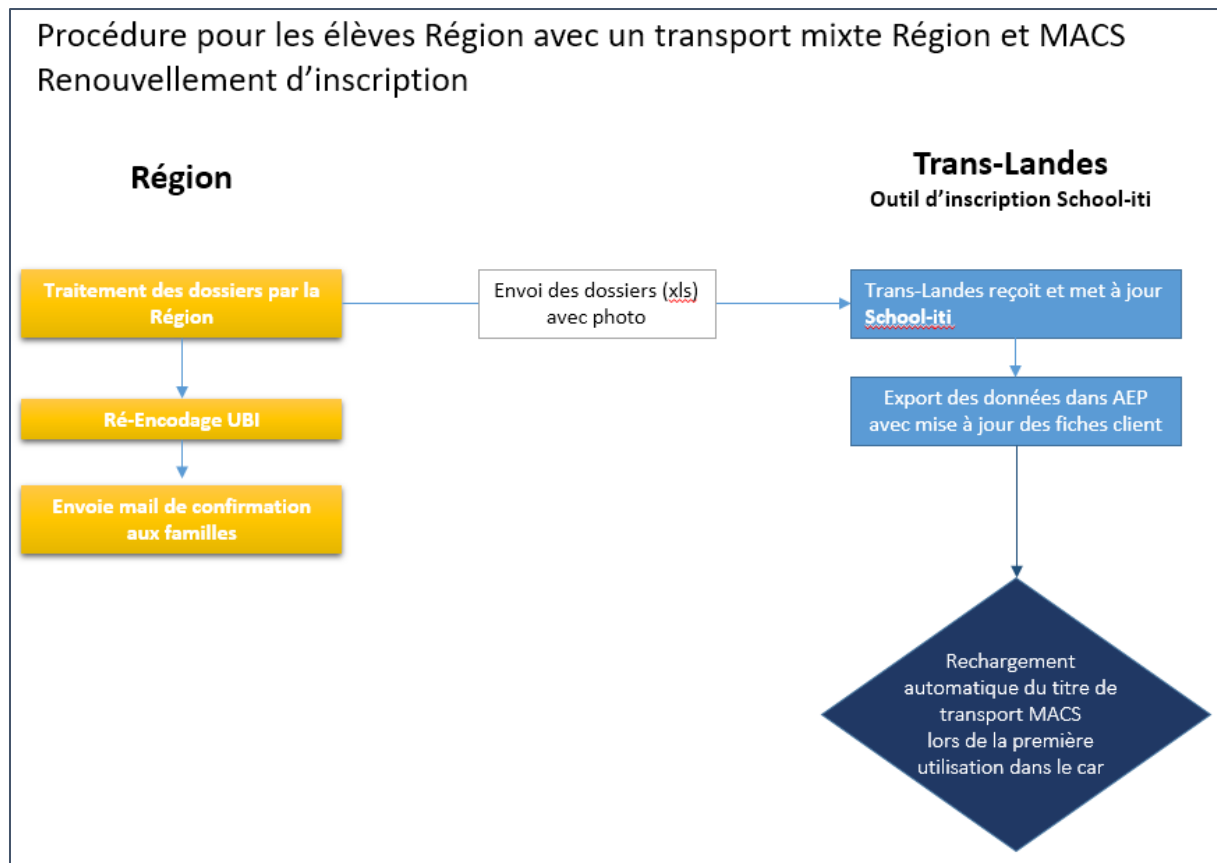 Procédure pour les élèves Région avec un transport mixte Région et MACS
Renouvellement d’inscription
Région
Trans-Landes
Outil d’inscription School-iti
Traitement des dossiers par la
Région
Envoi des dossiers (xls)
avec photo
Trans-Landes reçoit et met à jour
School-iti
Ré-Encodage UBI
Export des données dans AEP
avec mise à jour des fiches client
Envoie mail de confirmation
aux familles
Rechargement
automatique du titre de
transport MACS
lors de la première
utilisation dans le car